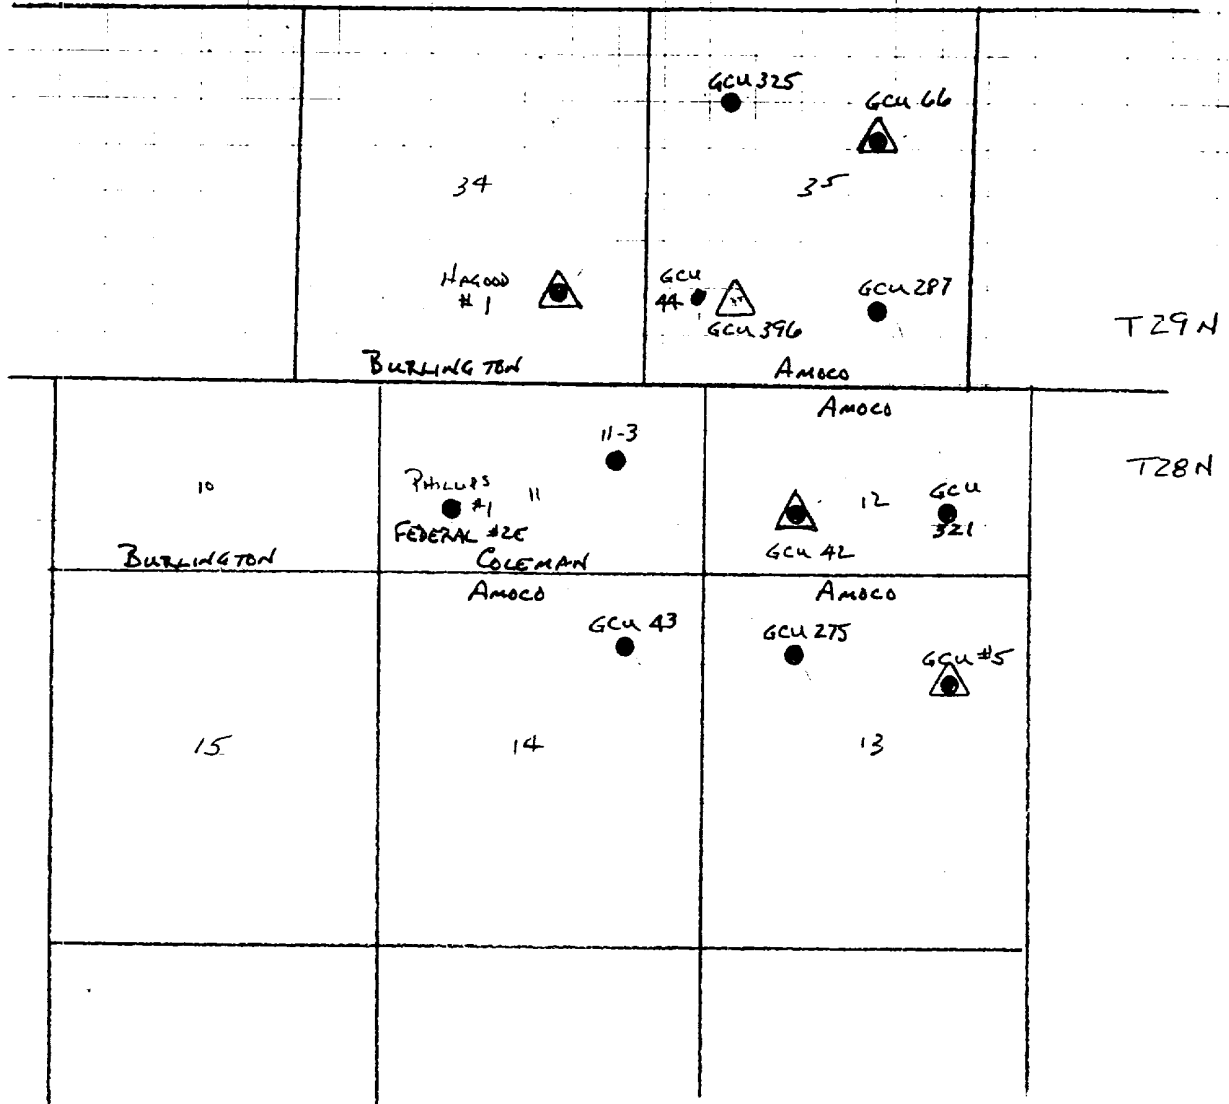 GCU 325
GCU 66
34
35
HAGOOD
#1
GCU
44
GCU 396
GCU 287
T29N
BURLINGTON
AMOCO
AMOCO
T28N
11-3
10
PHILLIPS
#1
11
FEDERAL #2E
12
GCU
321
GCU 42
BURLINGTON
COLEMAN
AMOCO
AMOCO
GCU 43
GCU 275
GCU #5
15
14
13